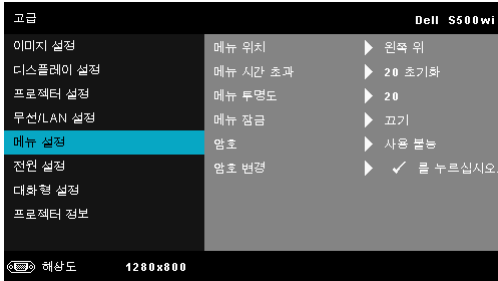 고급 Dell S500wi
이미지 설정
디스플레이 설정
프로젝터 설정
무선/LAN 설정
메뉴 설정
전원 설정
대화형 설정
프로젝터 정보
메뉴 위치 왼쪽 위
메뉴 시간 초과 20 초기화
메뉴 투명도 20
메뉴 잠금 끄기
암호 사용 불능
암호 변경 ✓ 를 누르십시오.
해상도 1280x800